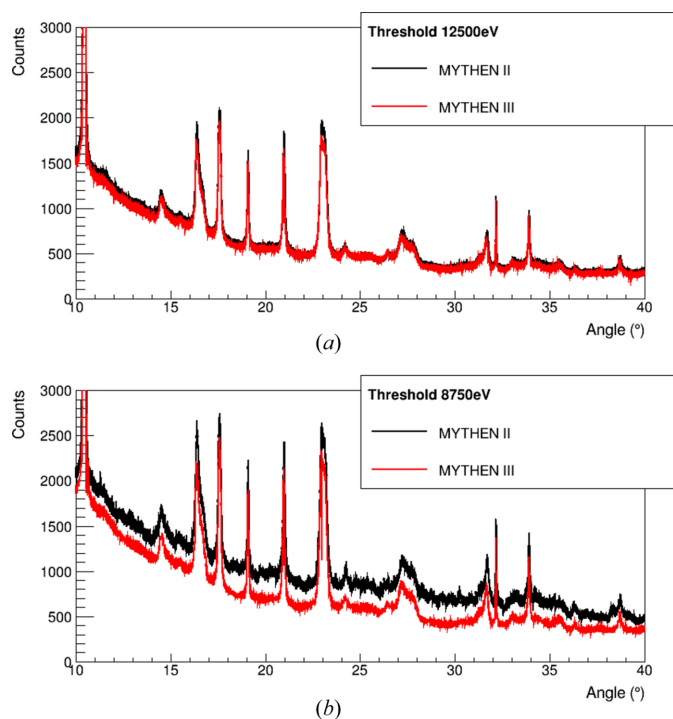 Counts
3000
2500
2000
1500
1000
500
0
Threshold 12500eV
MYTHEN II
MYTHEN III
10 15 20 25 30 35 40
Angle (º)
(a)
Counts
3000
2500
2000
1500
1000
500
0
Threshold 8750eV
MYTHEN II
MYTHEN III
10 15 20 25 30 35 40
Angle (º)
(b)